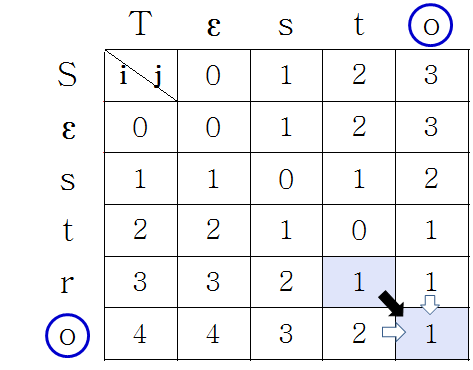 T ε s t o
S i j 0 1 2 3
ε 0 0 1 2 3
s 1 1 0 1 2
t 2 2 1 0 1
r 3 3 2 1 1
o 4 4 3 2 1